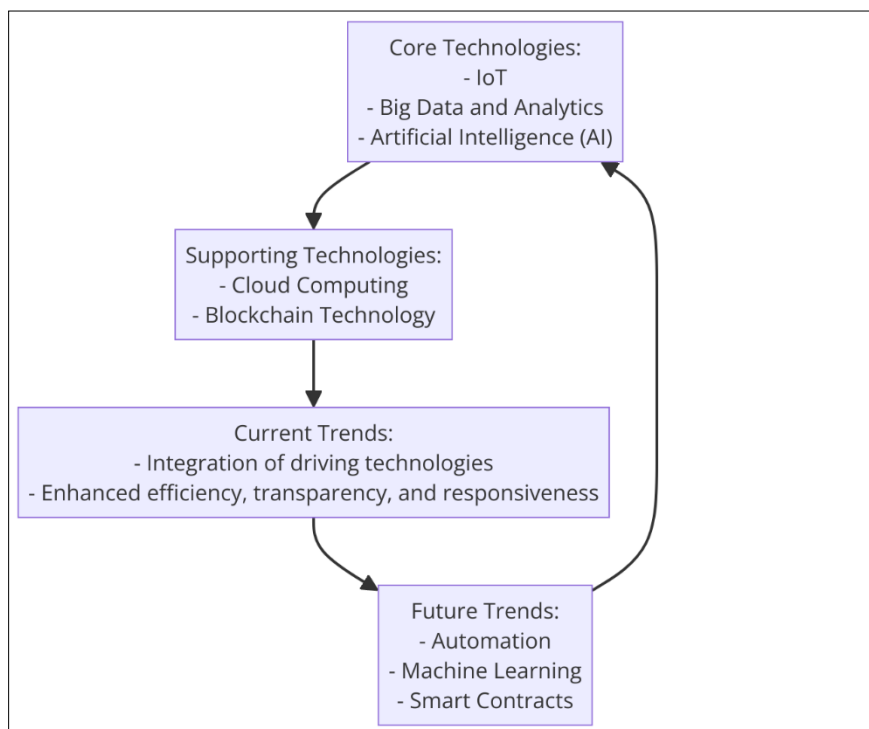 Core Technologies:
- IoT
- Big Data and Analytics
- Artificial Intelligence (AI)
Supporting Technologies:
- Cloud Computing
- Blockchain Technology
Current Trends:
- Integration of driving technologies
- Enhanced efficiency, transparency, and responsiveness
Future Trends:
- Automation
- Machine Learning
- Smart Contracts